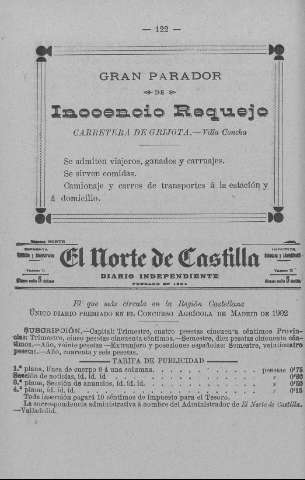 — 122 —
GRAN PARADOR
DE
Inocencio Requejo
CARRETERA DE GRIJOTA.—Villa Concha
Se admiten viajeros, ganados y carruajes.
Se sirven comidas.
Camionaje y carros de transportes á la estación y
á domicilio.
El Norte de Castilla
DIARIO INDEPENDIENTE
El que más circula en la Región Castellana
ÚNICO DIARIO PREMIADO EN EL CONCURSO AGRÍCOLA DE MADRID DE 1902
SUSCRIPCIÓN.—Capital: Trimestre, cuatro pesetas cincuenta céntimos Provin-
cias: Trimestre, cinco pesetas cincuenta céntimos.—Semestre, diez pesetas cincuenta cén-
timos.—Año, veinte pesetas.—Extranjero y posesiones españolas: Semestre, veinticuatro
pesetas.—Año, cuarenta y seis pesetas.
TARIFA DE PUBLICIDAD
1.ª plana, línea de cuerpo 8 á una columna. pesetas 0'75
Sección de noticias, íd. íd. íd.
3.ª plana, Sección de anuncios, íd. íd. íd.
4.ª plana, íd. íd. íd. 0'15
Toda inserción pagará 10 céntimos de impuesto para el Tesoro.
La correspondencia administrativa á nombre del Administrador de El Norte de Castilla.
—Valladolid.